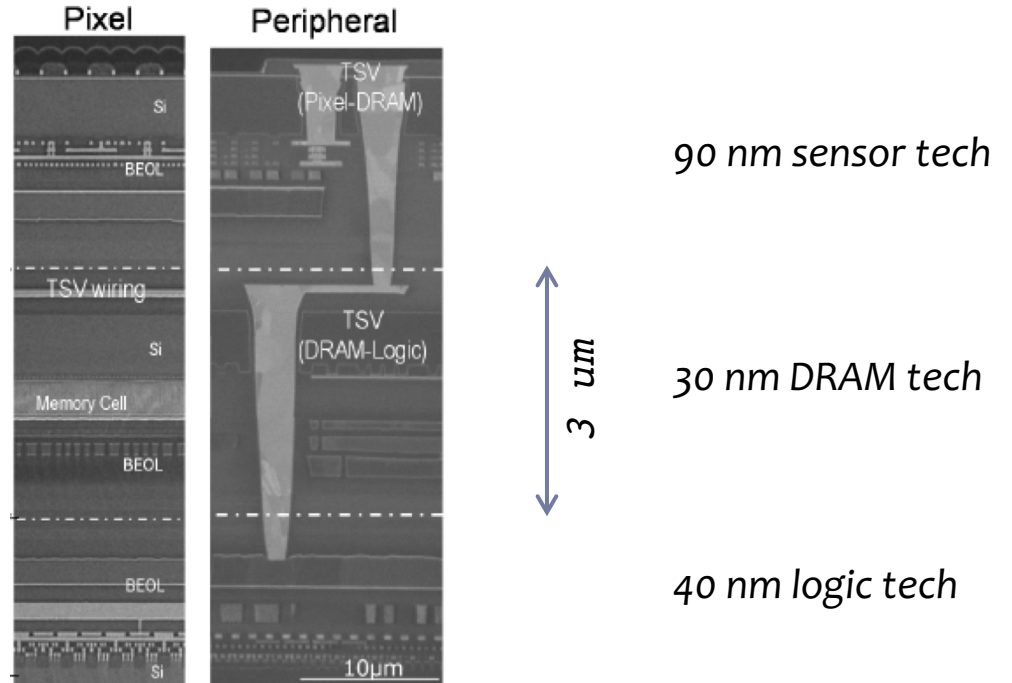 Pixel
Peripheral
Si
BEOL
TSV wiring
Si
Memory Cell
BEOL
BEOL
Si
TSV
(Pixel-DRAM)
TSV
(DRAM-Logic)
10μm
3 um
90 nm sensor tech
30 nm DRAM tech
40 nm logic tech